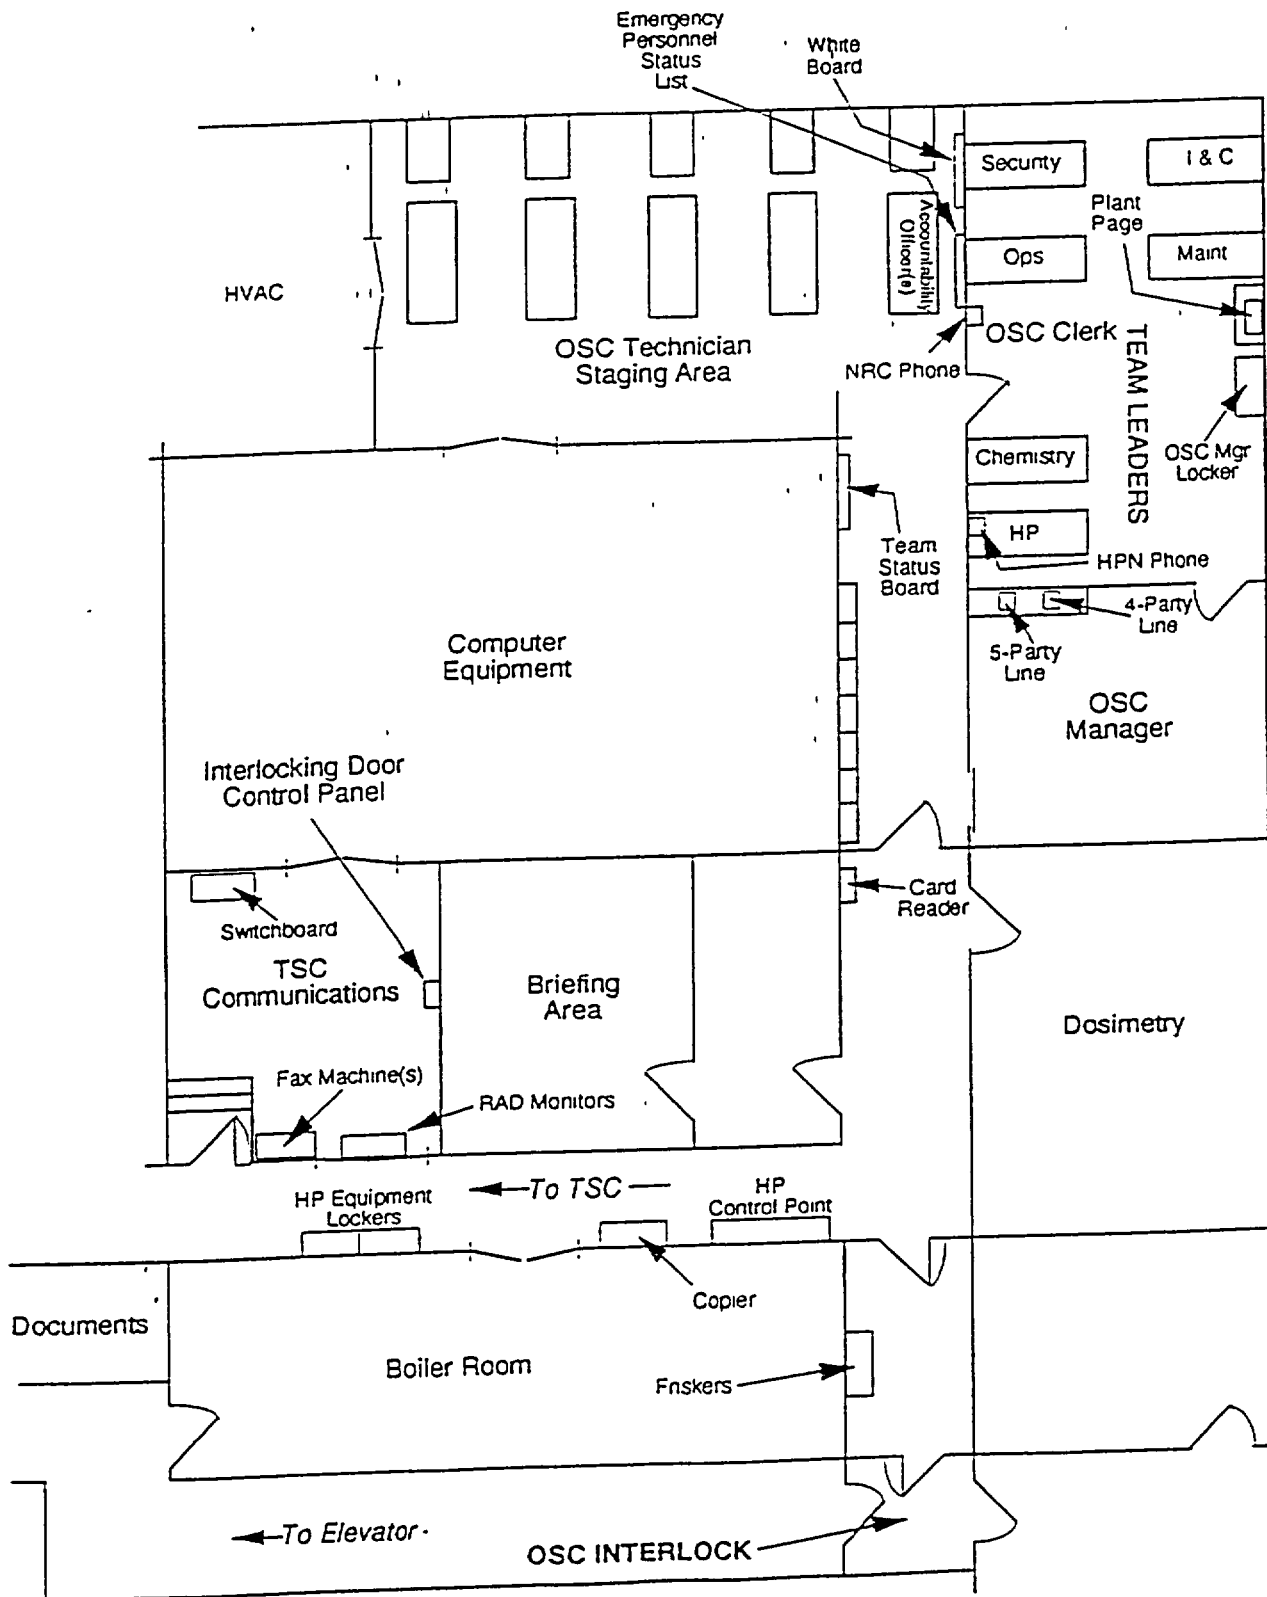 Emergency
Personnel
Status
List
White
Board
Security
I & C
Plant
Page
Accountability
Officer(s)
Ops
Maint
HVAC
OSC Technician
Staging Area
OSC Clerk
NRC Phone
TEAM LEADERS
Chemistry
OSC Mgr
Locker
HP
Team
Status
Board
HPN Phone
4-Party
Line
5-Party
Line
Computer
Equipment
OSC
Manager
Interlocking Door
Control Panel
Card
Reader
Switchboard
TSC
Communications
Briefing
Area
Dosimetry
Fax Machine(s)
RAD Monitors
To TSC
HP Equipment
Lockers
HP
Control Point
Copier
Documents
Boiler Room
Friskers
To Elevator
OSC INTERLOCK